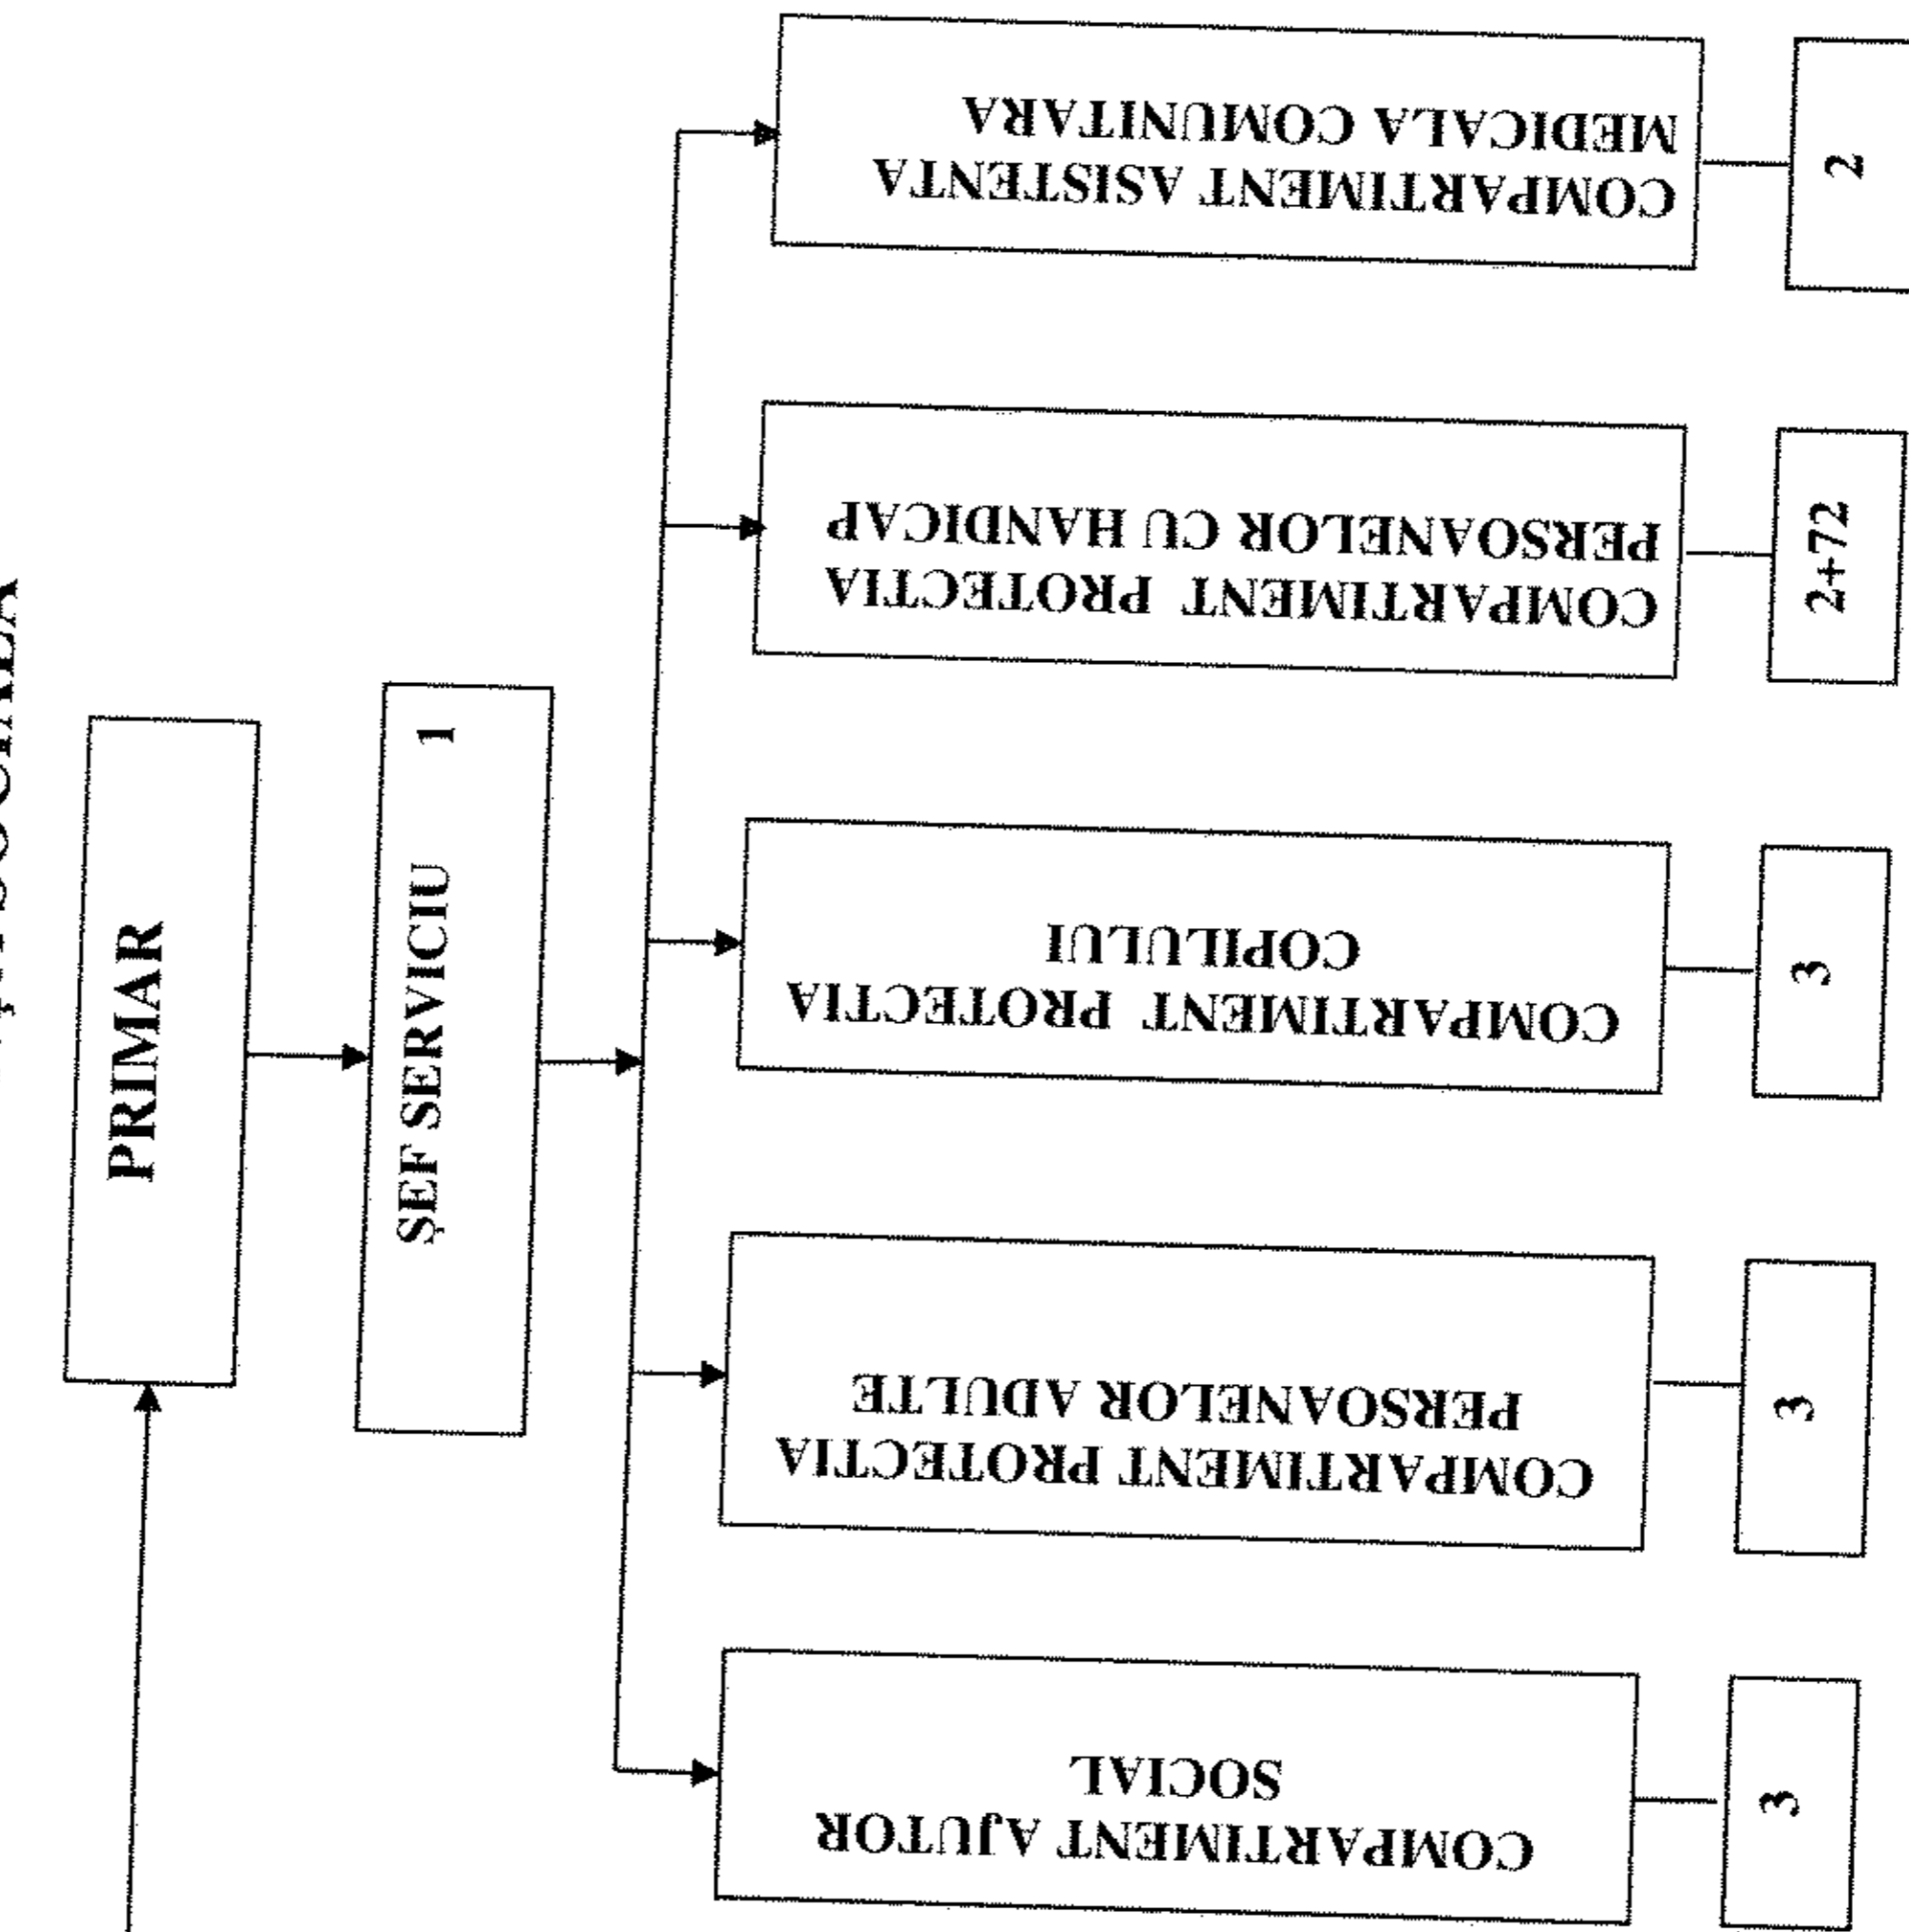 PRIMAR
ŞEF SERVICIU 1
COMPARTIMENT AjUTOR
SOCIAL
COMPARTIMENT PROTECTIA
PERSOANELOR ADULTE
COMPARTIMENT PROTECTIA
COPILULUI
COMPARTIMENT PROTECTIA
PERSOANELOR CU HANDICAP
COMPARTIMENT ASISTENTA
MEDICALA COMUNITARA
3
3
3
2+72
2